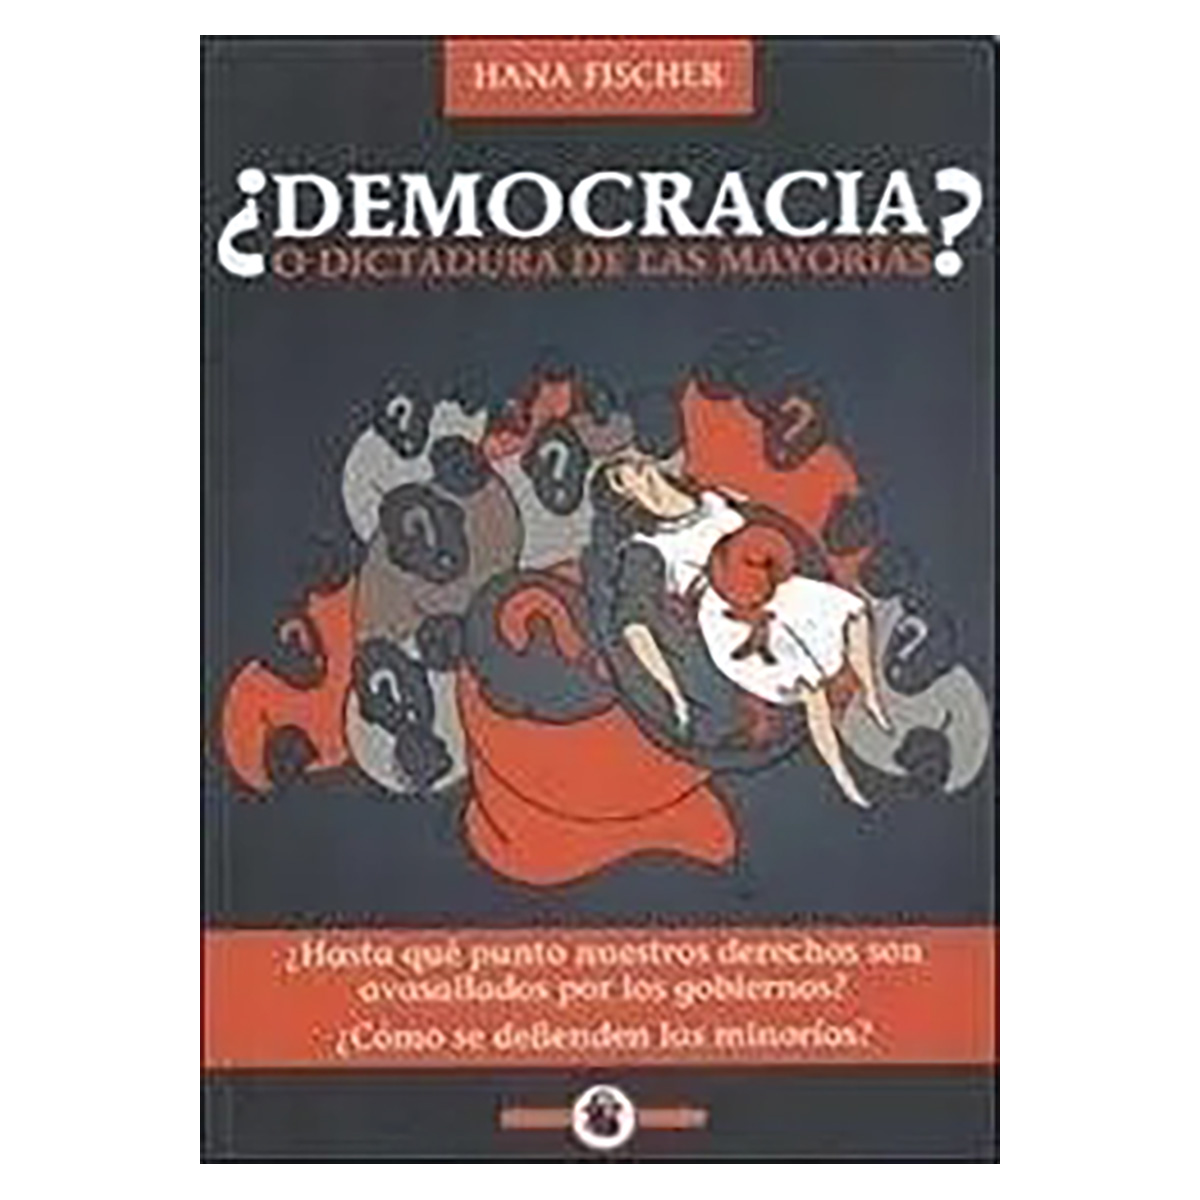 HANA FISCHER
¿DEMOCRACIA?
O DICTADURA DE LAS MAYORÍAS
¿Hasta qué punto nuestros derechos son
avasallados por los gobiernos?
¿Cómo se defienden las minorías?